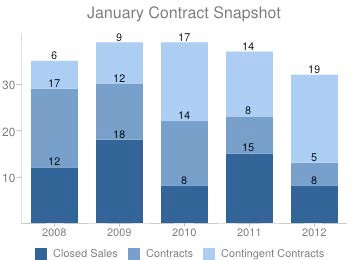 January Contract Snapshot
6 9 17 14 19
30
17 12 14 8 5
20
12 18 8 15 8
10
2008 2009 2010 2011 2012
Closed Sales Contracts Contingent Contracts